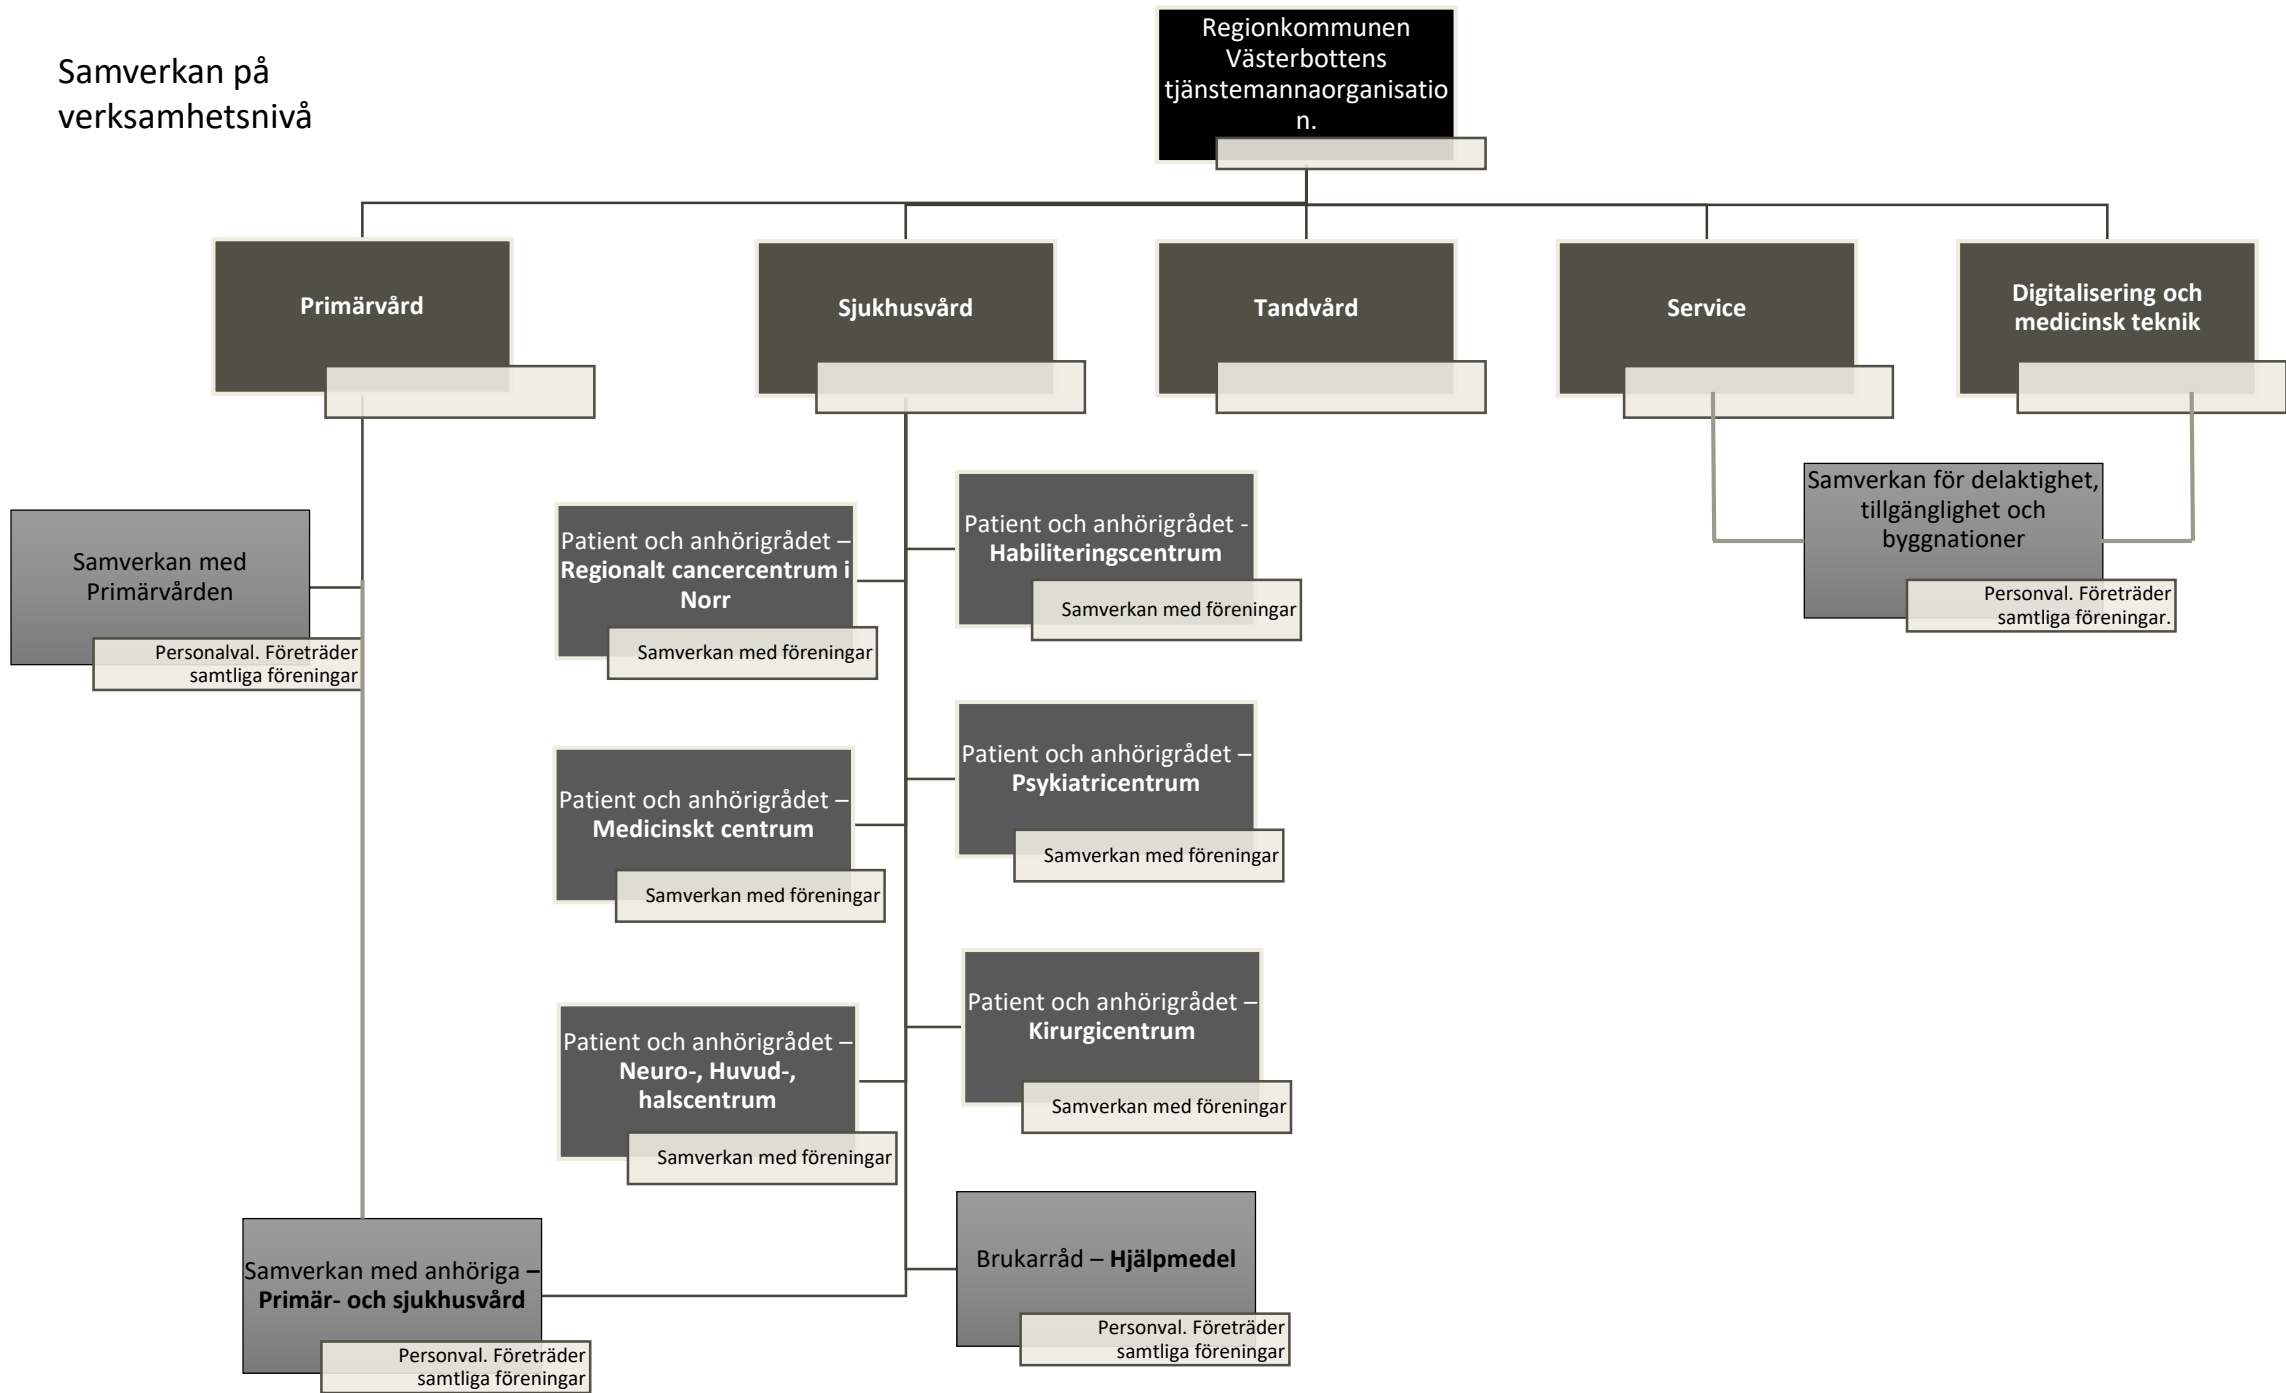 Samverkan på
verksamhetsnivå
Regionkommunen
Västerbottens
tjänstemannaorganisatio
n.
Primärvård
Sjukhusvård
Tandvård
Service
Digitalisering och
medicinsk teknik
Samverkan med
Primärvården
Personalval. Företräder
samtliga föreningar
Patient och anhörigrådet –
Regionalt cancercentrum i
Norr
Samverkan med föreningar
Patient och anhörigrådet -
Habiliteringscentrum
Samverkan med föreningar
Samverkan för delaktighet,
tillgänglighet och
byggnationer
Personval. Företräder
samtliga föreningar.
Patient och anhörigrådet –
Medicinskt centrum
Samverkan med föreningar
Patient och anhörigrådet –
Psykiatricentrum
Samverkan med föreningar
Patient och anhörigrådet –
Neuro-, Huvud-,
halscentrum
Samverkan med föreningar
Patient och anhörigrådet –
Kirurgicentrum
Samverkan med föreningar
Samverkan med anhöriga –
Primär- och sjukhusvård
Personval. Företräder
samtliga föreningar
Brukarråd – Hjälpmedel
Personval. Företräder
samtliga föreningar